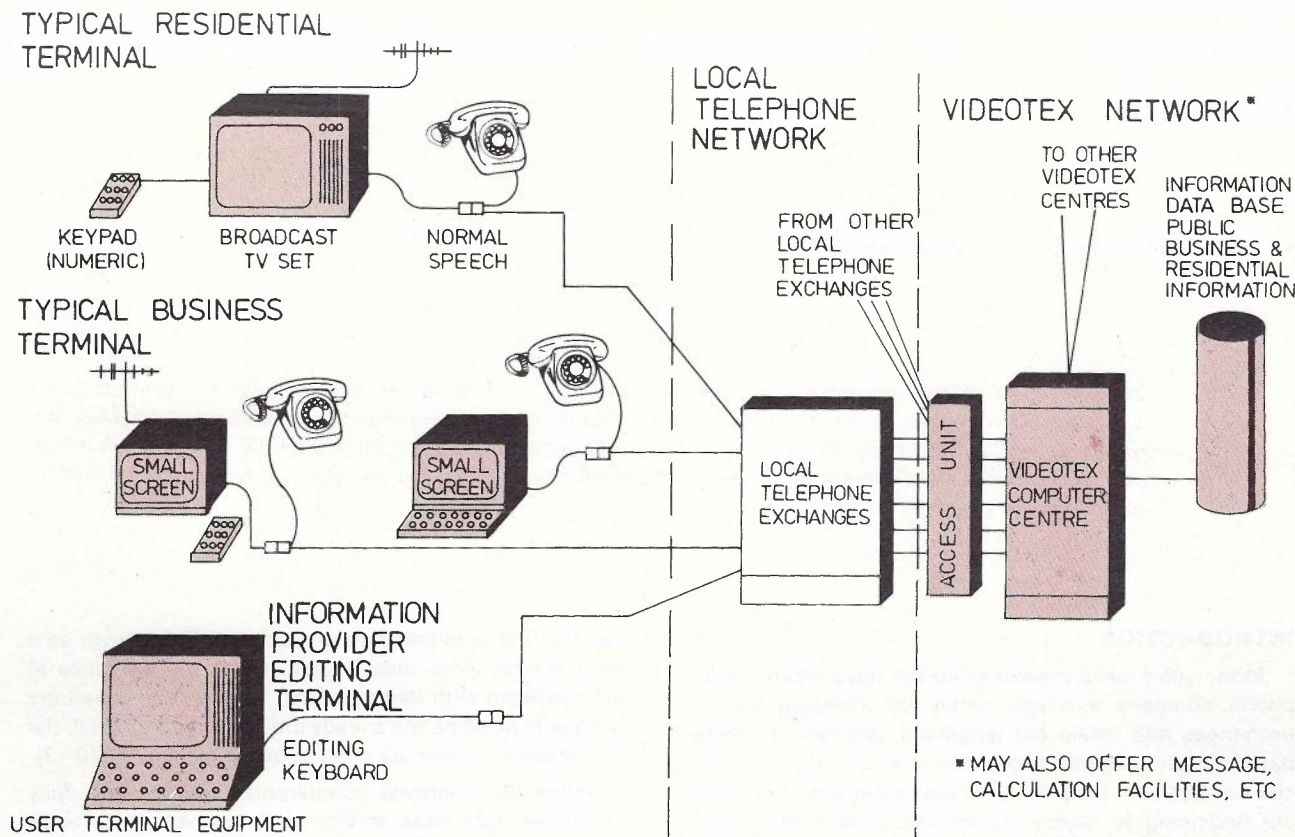 TYPICAL RESIDENTIAL
TERMINAL
KEYPAD
(NUMERIC)
BROADCAST
TV SET
NORMAL
SPEECH
TYPICAL BUSINESS
TERMINAL
SMALL
SCREEN
SMALL
SCREEN
INFORMATION
PROVIDER
EDITING
TERMINAL
EDITING
KEYBOARD
USER TERMINAL EQUIPMENT
LOCAL
TELEPHONE
NETWORK
FROM OTHER
LOCAL
TELEPHONE
EXCHANGES
LOCAL
TELEPHONE
EXCHANGES
VIDEOTEX NETWORK*
TO OTHER
VIDEOTEX
CENTRES
INFORMATION
DATA BASE
PUBLIC
BUSINESS &
RESIDENTIAL
INFORMATION
ACCESS UNIT
VIDEOTEX
COMPUTER
CENTRE
* MAY ALSO OFFER MESSAGE,
CALCULATION FACILITIES, ETC